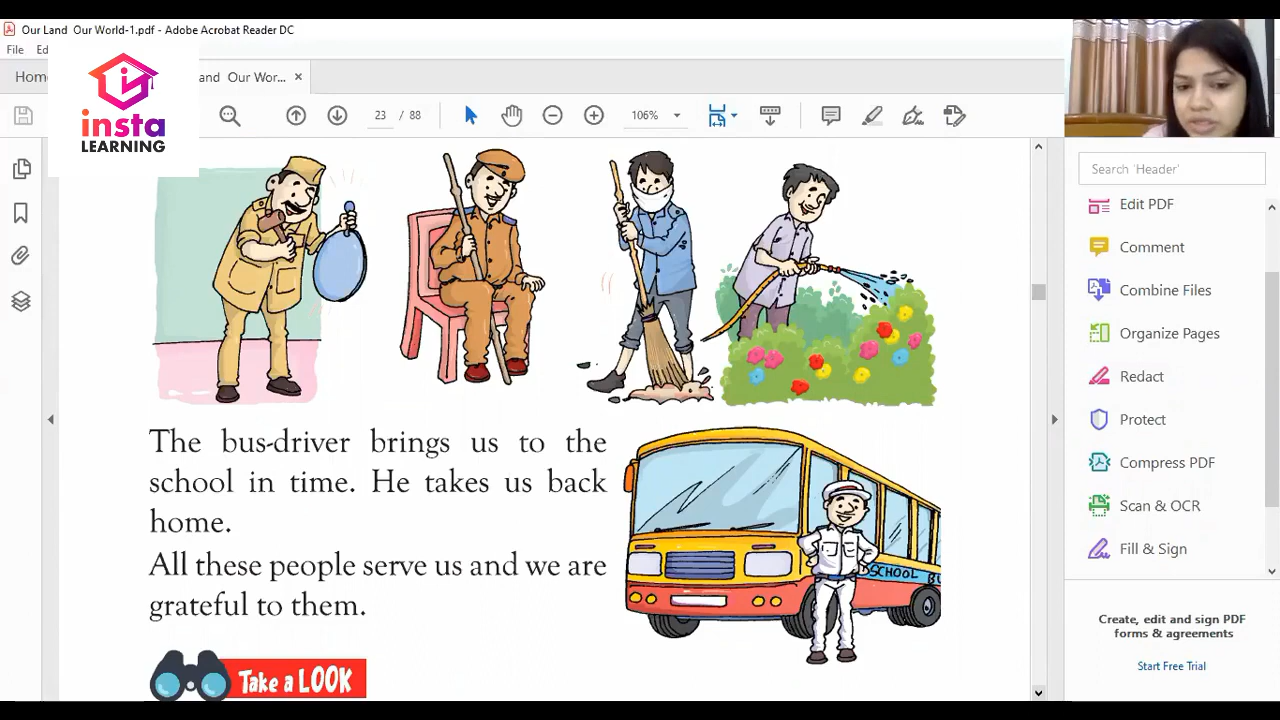 Our Land Our World-1.pdf - Adobe Acrobat Reader DC
File Ed
Home
and Our Wor... ×
insta
LEARNING
23 / 88
106%
Search 'Header'
Edit PDF
Comment
Combine Files
Organize Pages
Redact
Protect
Compress PDF
Scan & OCR
Fill & Sign
Create, edit and sign PDF
forms & agreements
Start Free Trial
The bus-driver brings us to the
school in time. He takes us back
home.
All these people serve us and we are
grateful to them.
SCHOOL BU
Take a LOOK